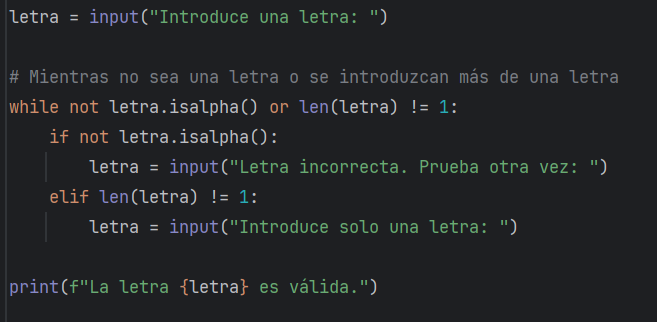 letra = input("Introduce una letra: ")
# Mientras no sea una letra o se introduzcan más de una letra
while not letra.isalpha() or len(letra) != 1:
    if not letra.isalpha():
        letra = input("Letra incorrecta. Prueba otra vez: ")
    elif len(letra) != 1:
        letra = input("Introduce solo una letra: ")
print(f"La letra {letra} es válida.")